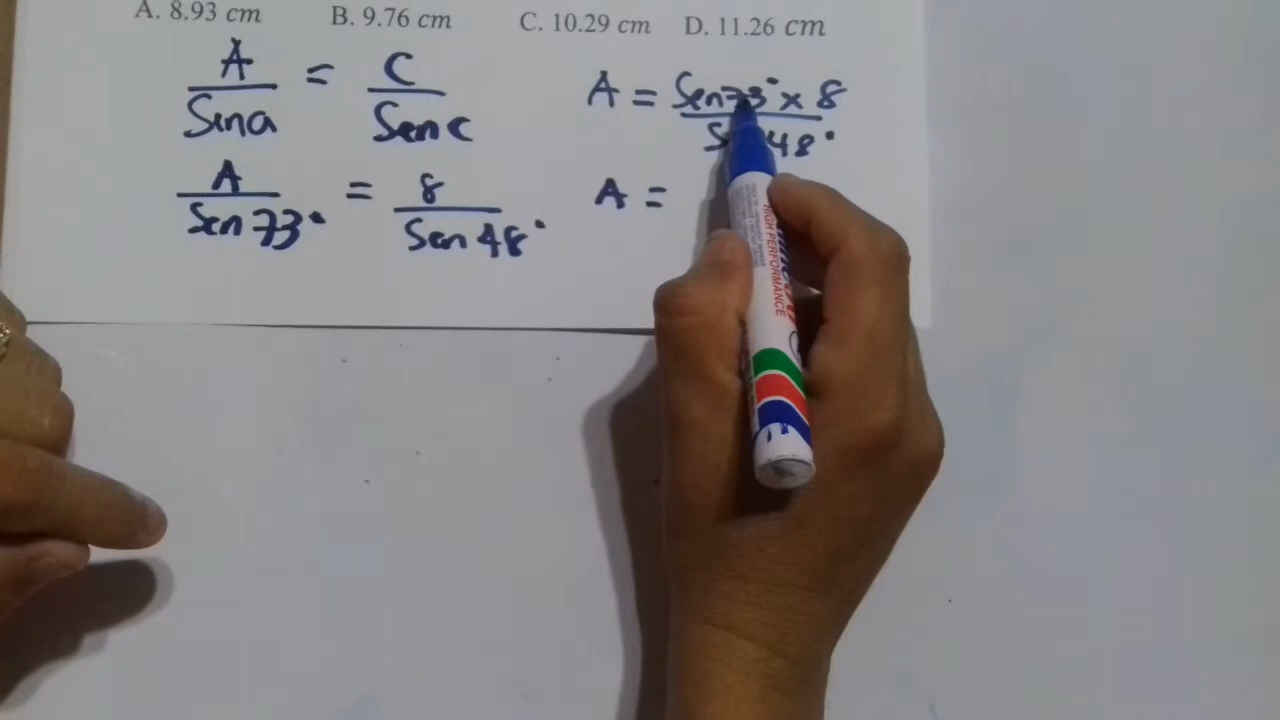 A. 8.93 cm B. 9.76 cm C. 10.29 cm D. 11.26 cm
A / Sina = C / Senc
A / Sen73° = 8 / Sen48°
A = Sen73° x 8 / 48°
A =
HIGH PERFORMANCE